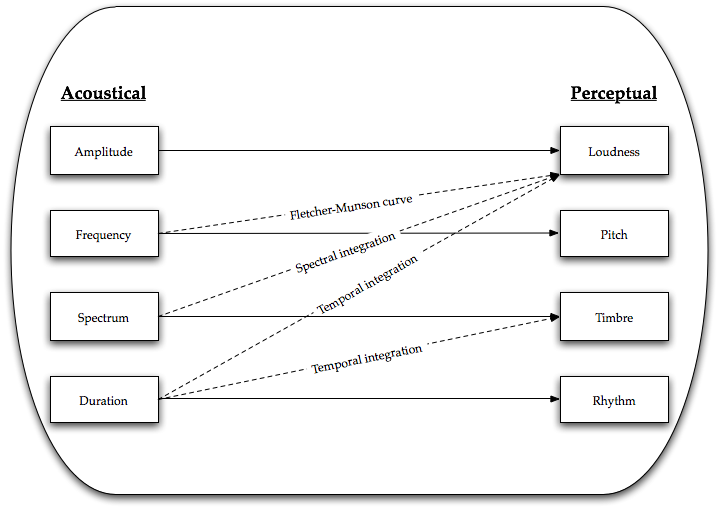 Acoustical
Perceptual
Amplitude
Loudness
Fletcher-Munson curve
Frequency
Pitch
Spectral integration
Temporal integration
Spectrum
Timbre
Temporal integration
Duration
Rhythm